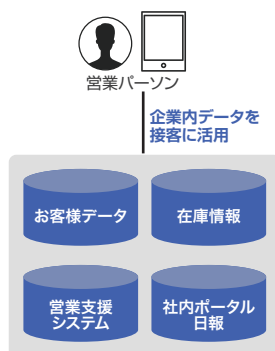 営業パーソン
企業内データを
接客に活用
お客様データ
在庫情報
営業支援
システム
社内ポータル
日報